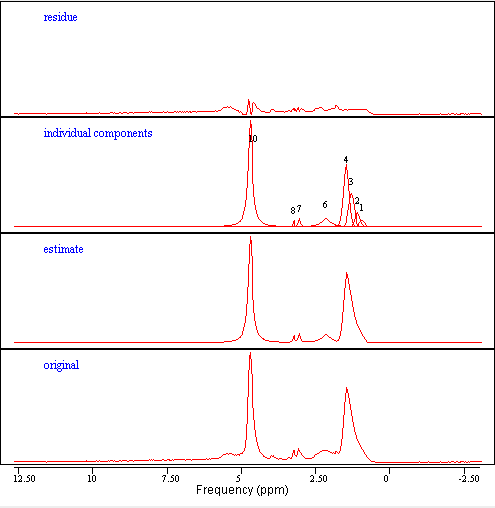 residue
individual components
10
4
3
8 7
6
2
1
estimate
original
12.50 10 7.50 5 2.50 0 -2.50
Frequency (ppm)